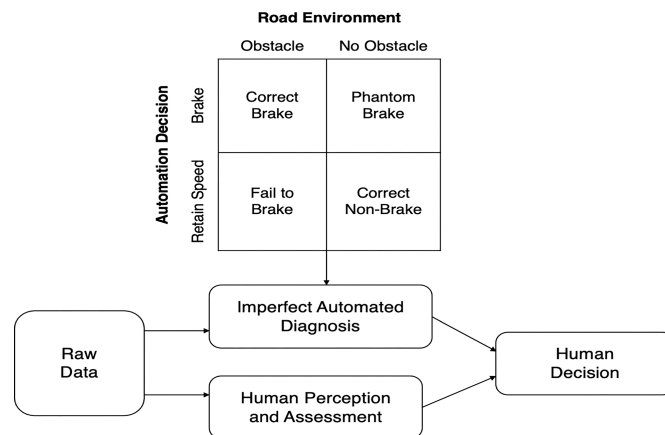 Road Environment
Obstacle
No Obstacle
Automation Decision
Brake
Correct
Brake
Phantom
Brake
Retain Speed
Fail to
Brake
Correct
Non-Brake
Imperfect Automated
Diagnosis
Raw
Data
Human
Decision
Human Perception
and Assessment